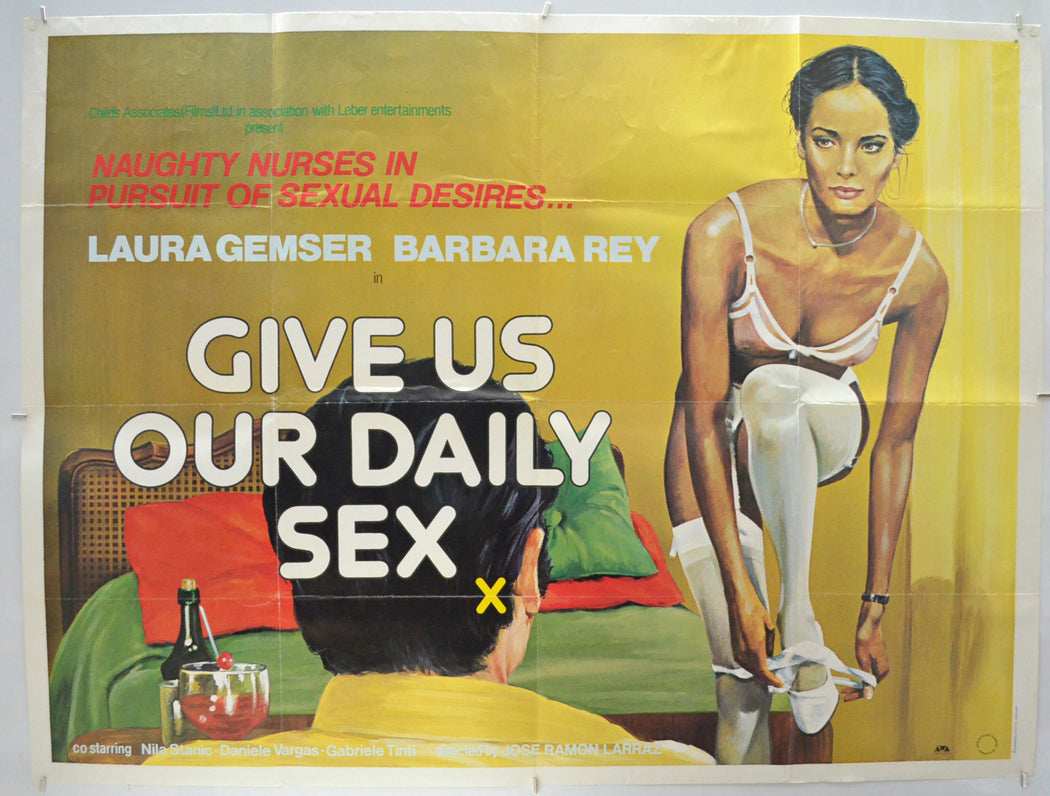 Childs Associates(Films)Ltd. in association with Leber entertainments
present
NAUGHTY NURSES IN
PURSUIT OF SEXUAL DESIRES...
LAURA GEMSER BARBARA REY
in
GIVE US
OUR DAILY
SEX
X
co starring Nila Stanic · Daniele Vargas · Gabriele Tinti directed by JOSE RAMON LARRAZ